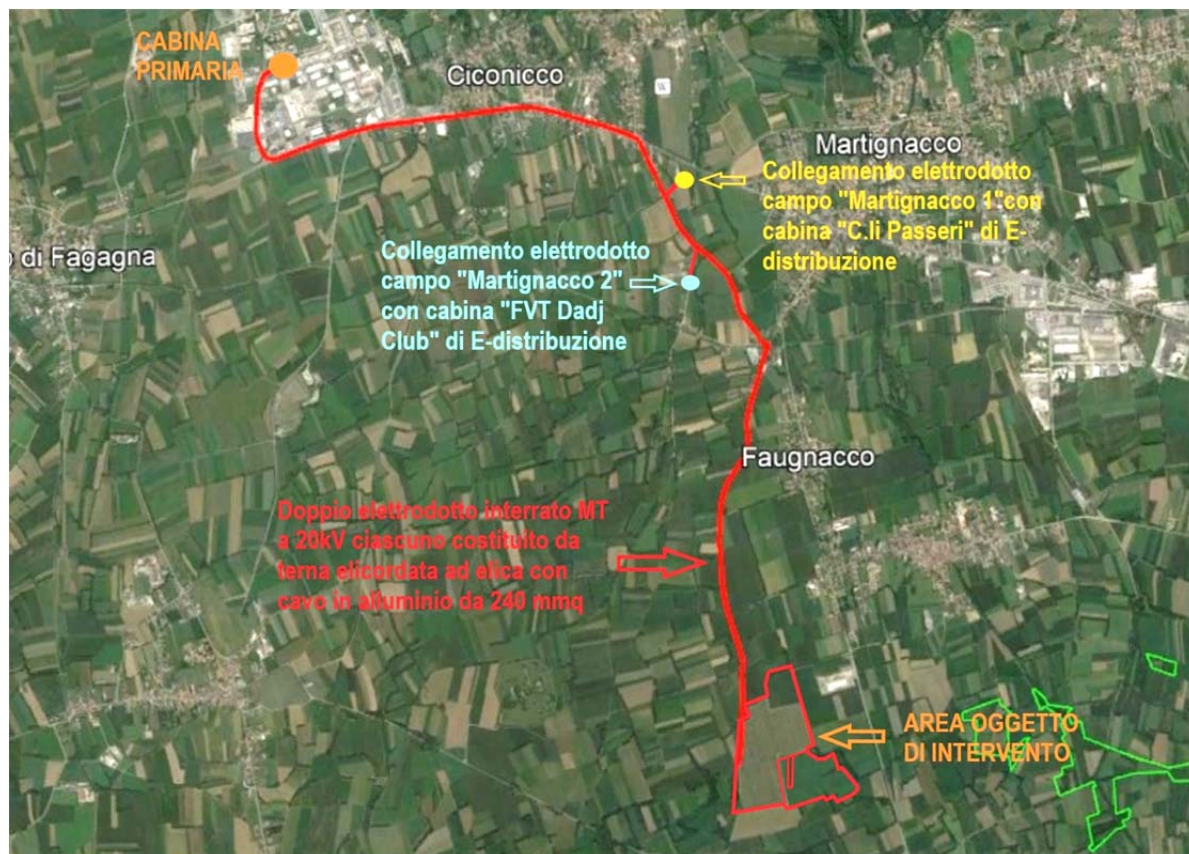 CABINA
PRIMARIA
Ciconicco
W
Martignacco
Collegamento elettrodotto
campo "Martignacco 1"con
cabina "C.li Passeri" di E-
distribuzione
Collegamento elettrodotto
campo "Martignacco 2"
con cabina "FVT Dadj
Club" di E-distribuzione
o di Fagagna
Faugnacco
Doppio elettrodotto interrato MT
a 20kV ciascuno costituito da
terna elicordata ad elica con
cavo in alluminio da 240 mmq
AREA OGGETTO
DI INTERVENTO